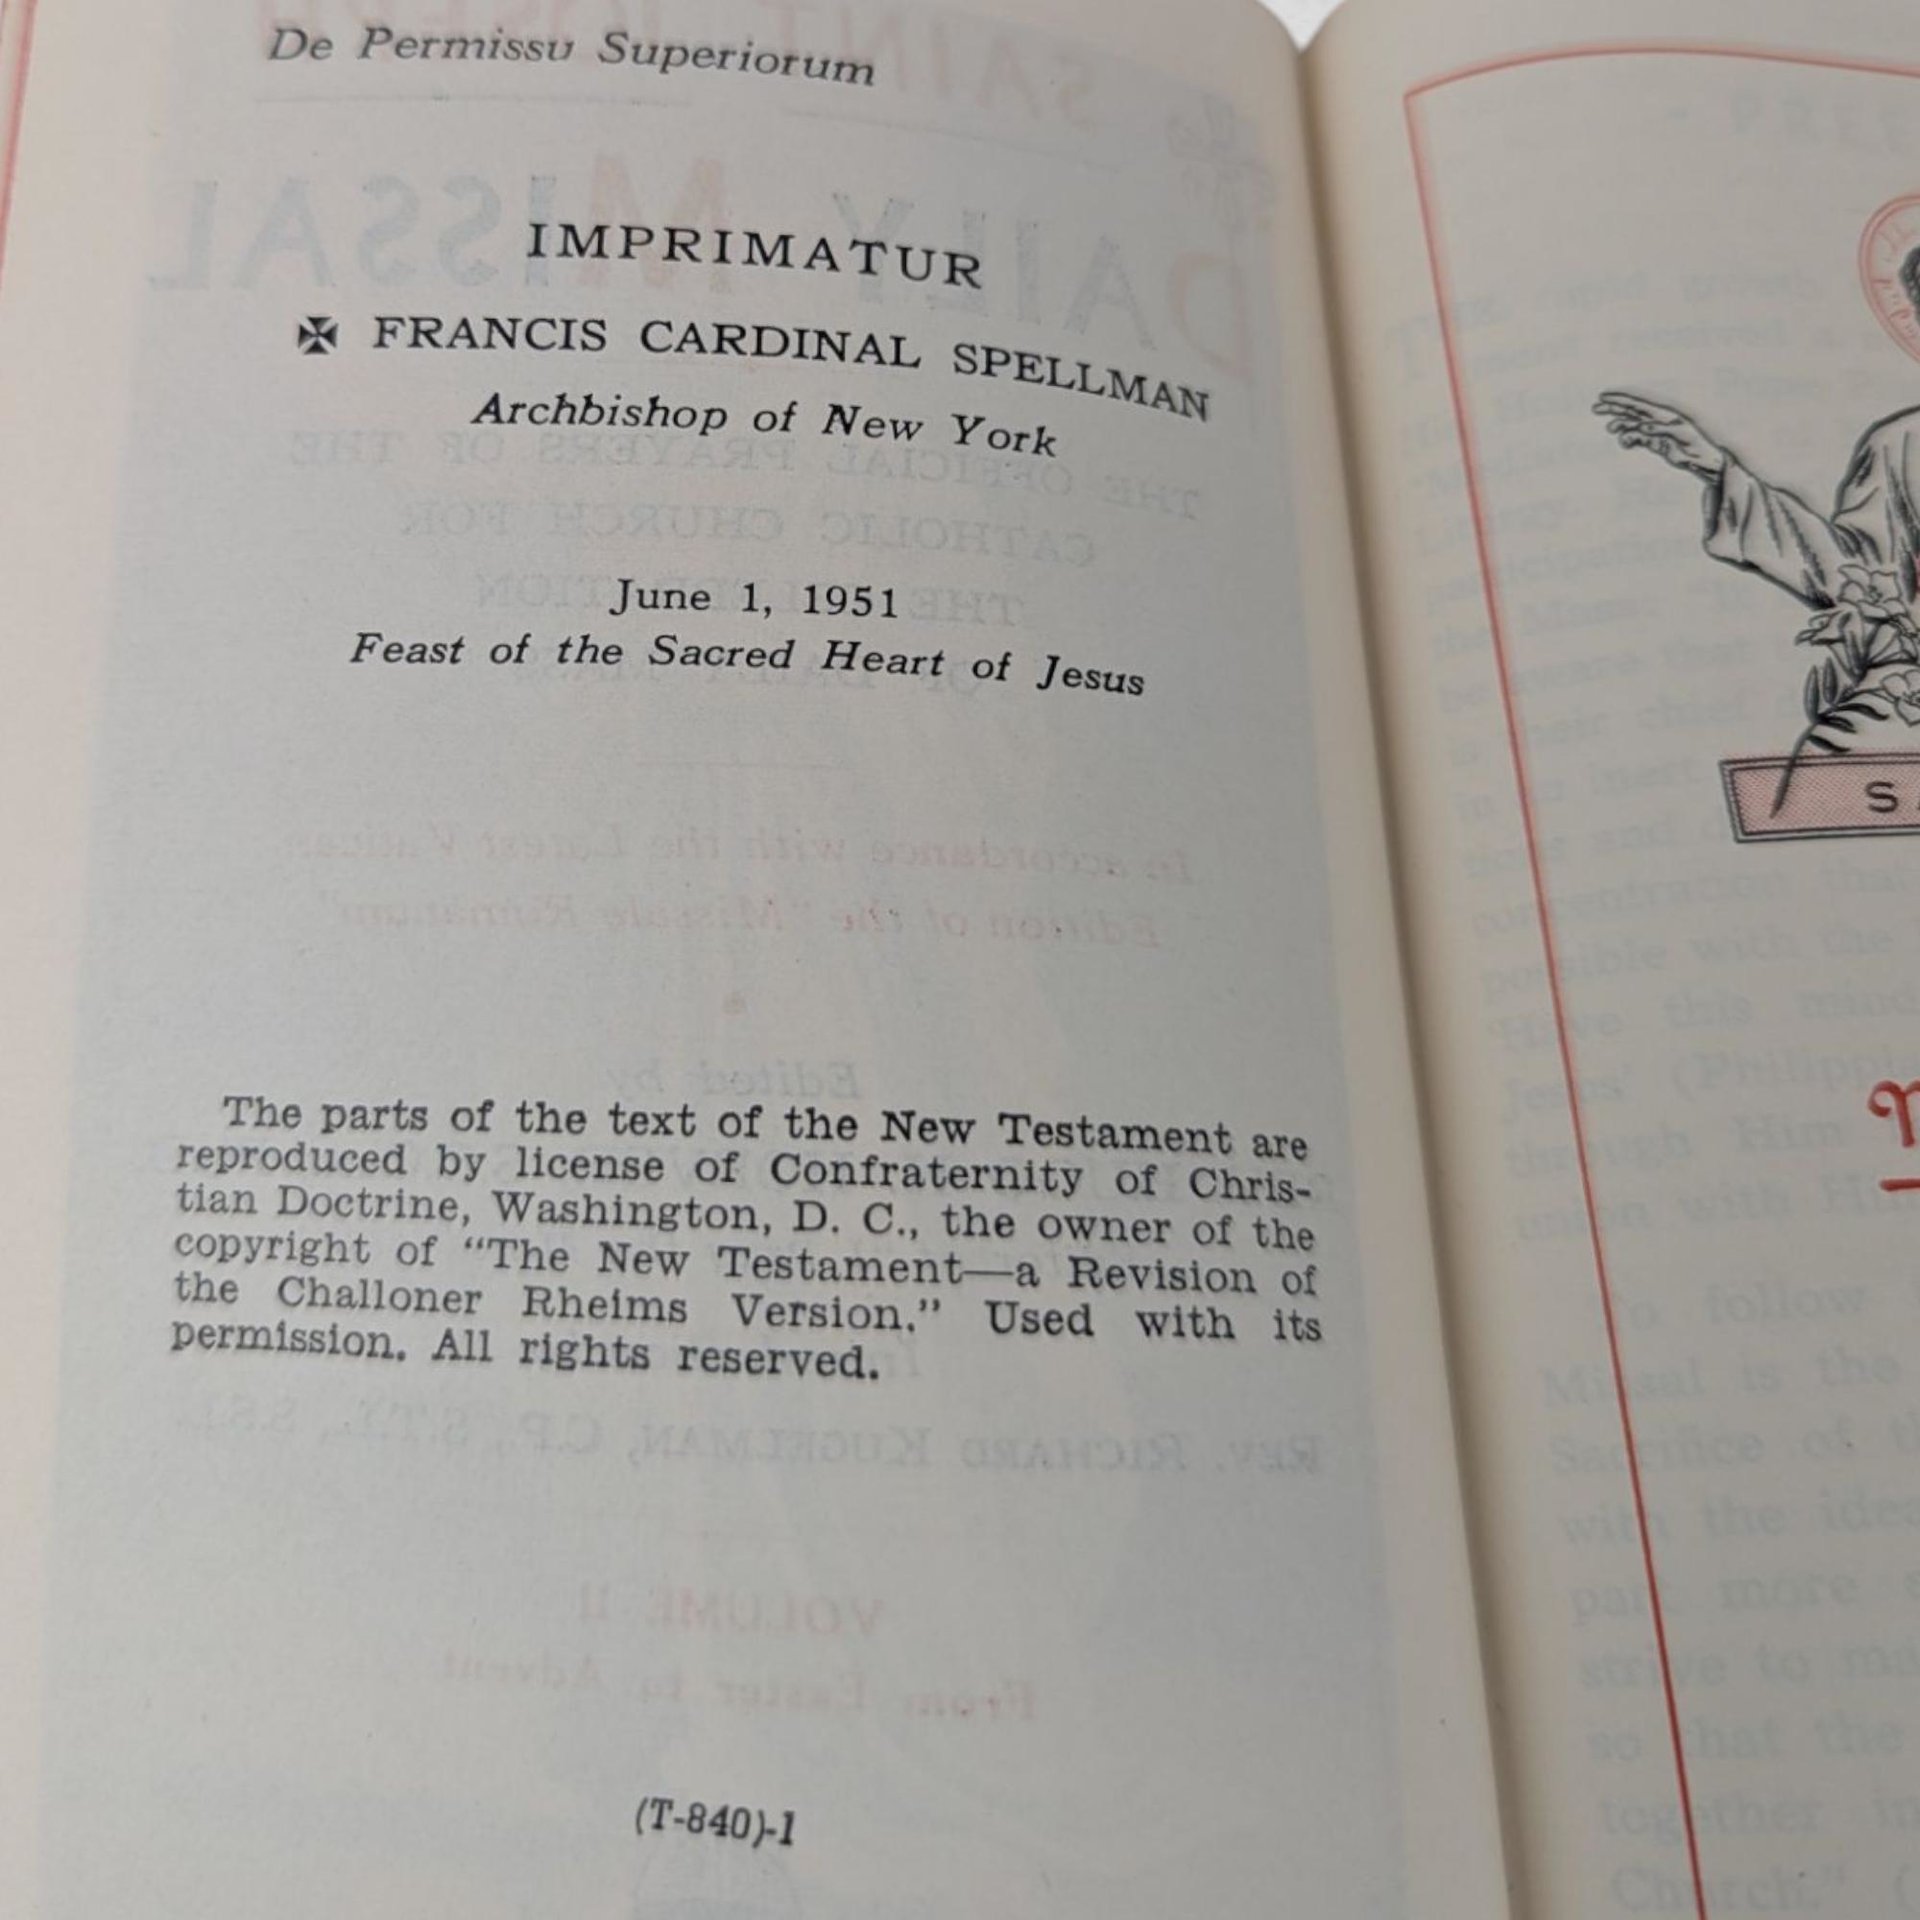 De Permissu Superiorum
IMPRIMATUR
✠ FRANCIS CARDINAL SPELLMAN
Archbishop of New York
June 1, 1951
Feast of the Sacred Heart of Jesus
The parts of the text of the New Testament are
reproduced by license of Confraternity of Chris-
tian Doctrine, Washington, D. C., the owner of the
copyright of “The New Testament—a Revision of
the Challoner Rheims Version.” Used with its
permission. All rights reserved.
(T-840)-1